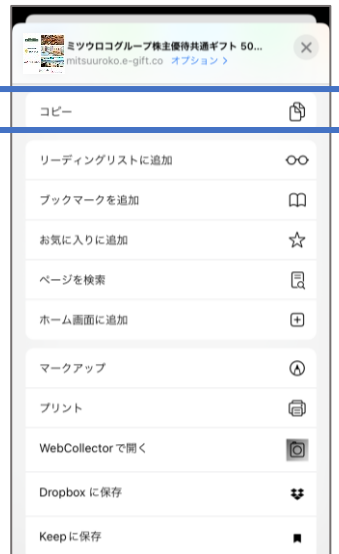 ミツウロコグループ株主優待共通ギフト 50...
mitsuuroko.e-gift.co オプション >
コピー
リーディングリストに追加
ブックマークを追加
お気に入りに追加
ページを検索
ホーム画面に追加
マークアップ
プリント
WebCollector で開く
Dropbox に保存
Keep に保存